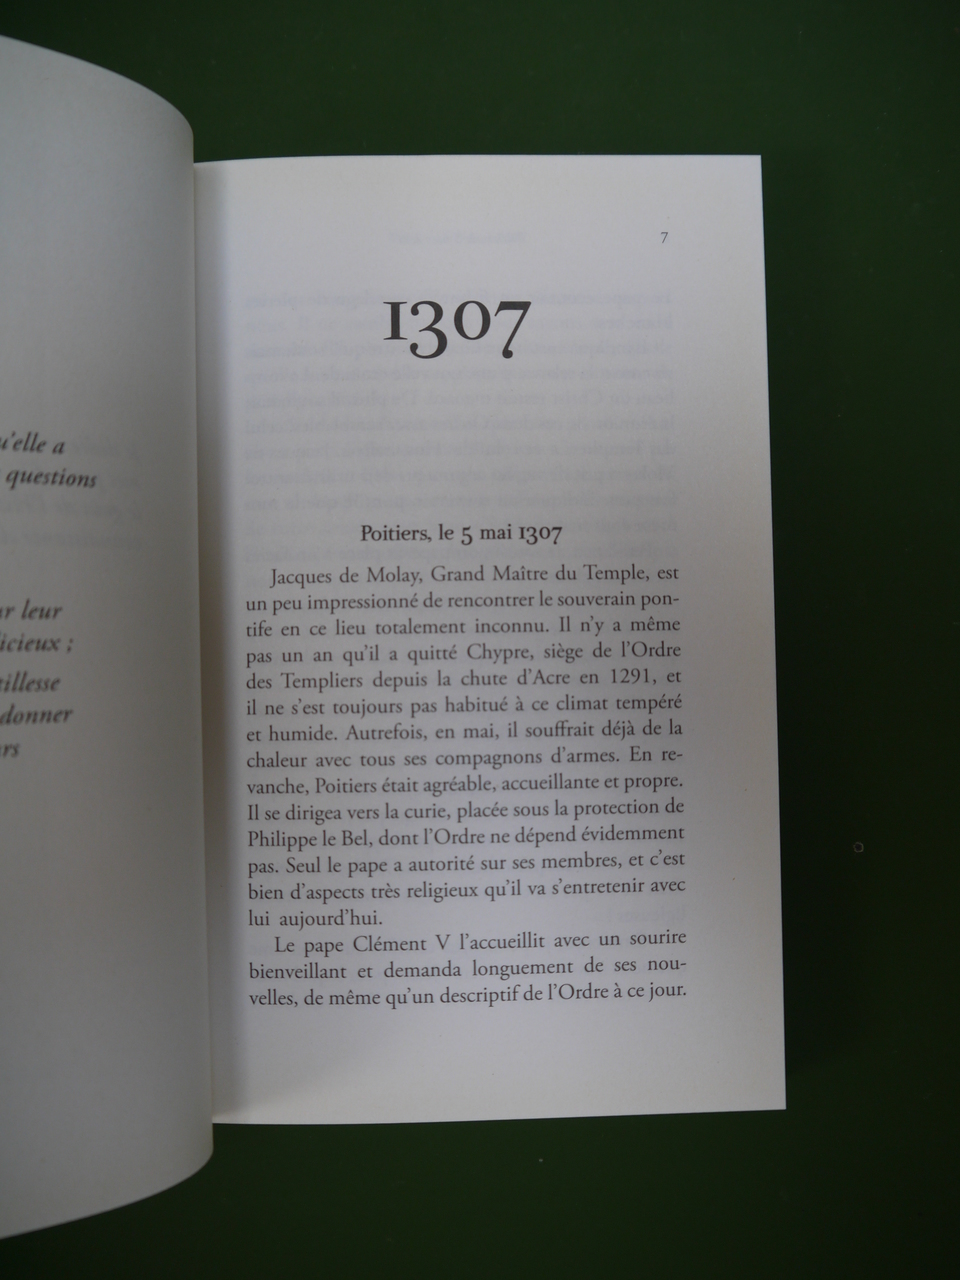 u'elle a
questions
leur
icieux ;
tillesse
donner
7
1307
Poitiers, le 5 mai 1307
Jacques de Molay, Grand Maître du Temple, est
un peu impressionné de rencontrer le souverain pon-
tife en ce lieu totalement inconnu. Il n'y a même
pas un an qu'il a quitté Chypre, siège de l'Ordre
des Templiers depuis la chute d'Acre en 1291, et
il ne s'est toujours pas habitué à ce climat tempéré
et humide. Autrefois, en mai, il souffrait déjà de la
chaleur avec tous ses compagnons d'armes. En re-
vanche, Poitiers était agréable, accueillante et propre.
Il se dirigea vers la curie, placée sous la protection de
Philippe le Bel, dont l'Ordre ne dépend évidemment
pas. Seul le pape a autorité sur ses membres, et c'est
bien d'aspects très religieux qu'il va s'entretenir avec
lui aujourd'hui.
Le pape Clément V l'accueillit avec un sourire
bienveillant et demanda longuement de ses nou-
velles, de même qu'un descriptif de l'Ordre à ce jour.